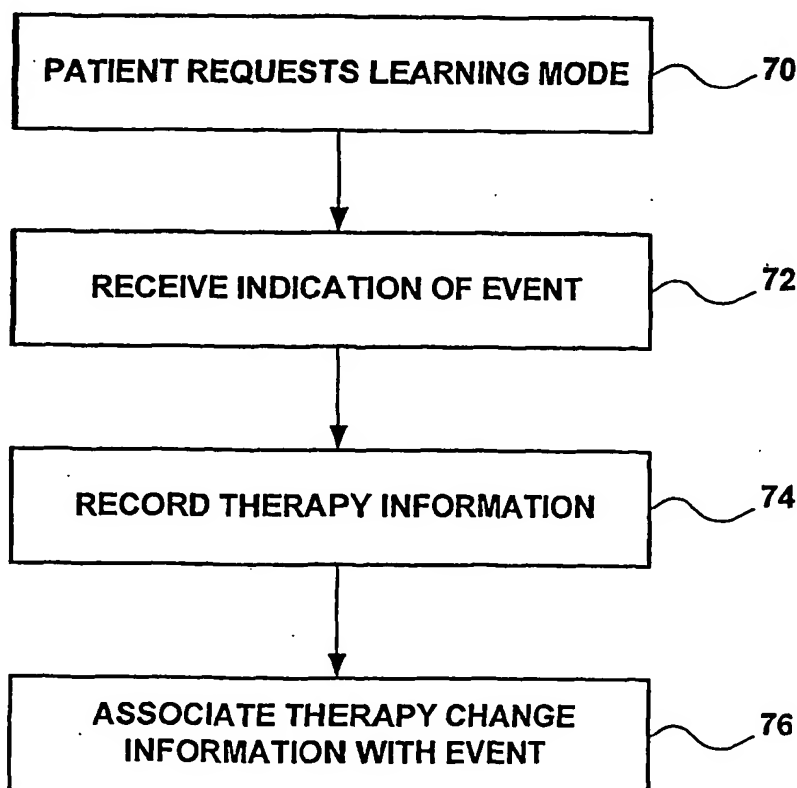 PATIENT REQUESTS LEARNING MODE
70
RECEIVE INDICATION OF EVENT
72
RECORD THERAPY INFORMATION
74
ASSOCIATE THERAPY CHANGE
INFORMATION WITH EVENT
76